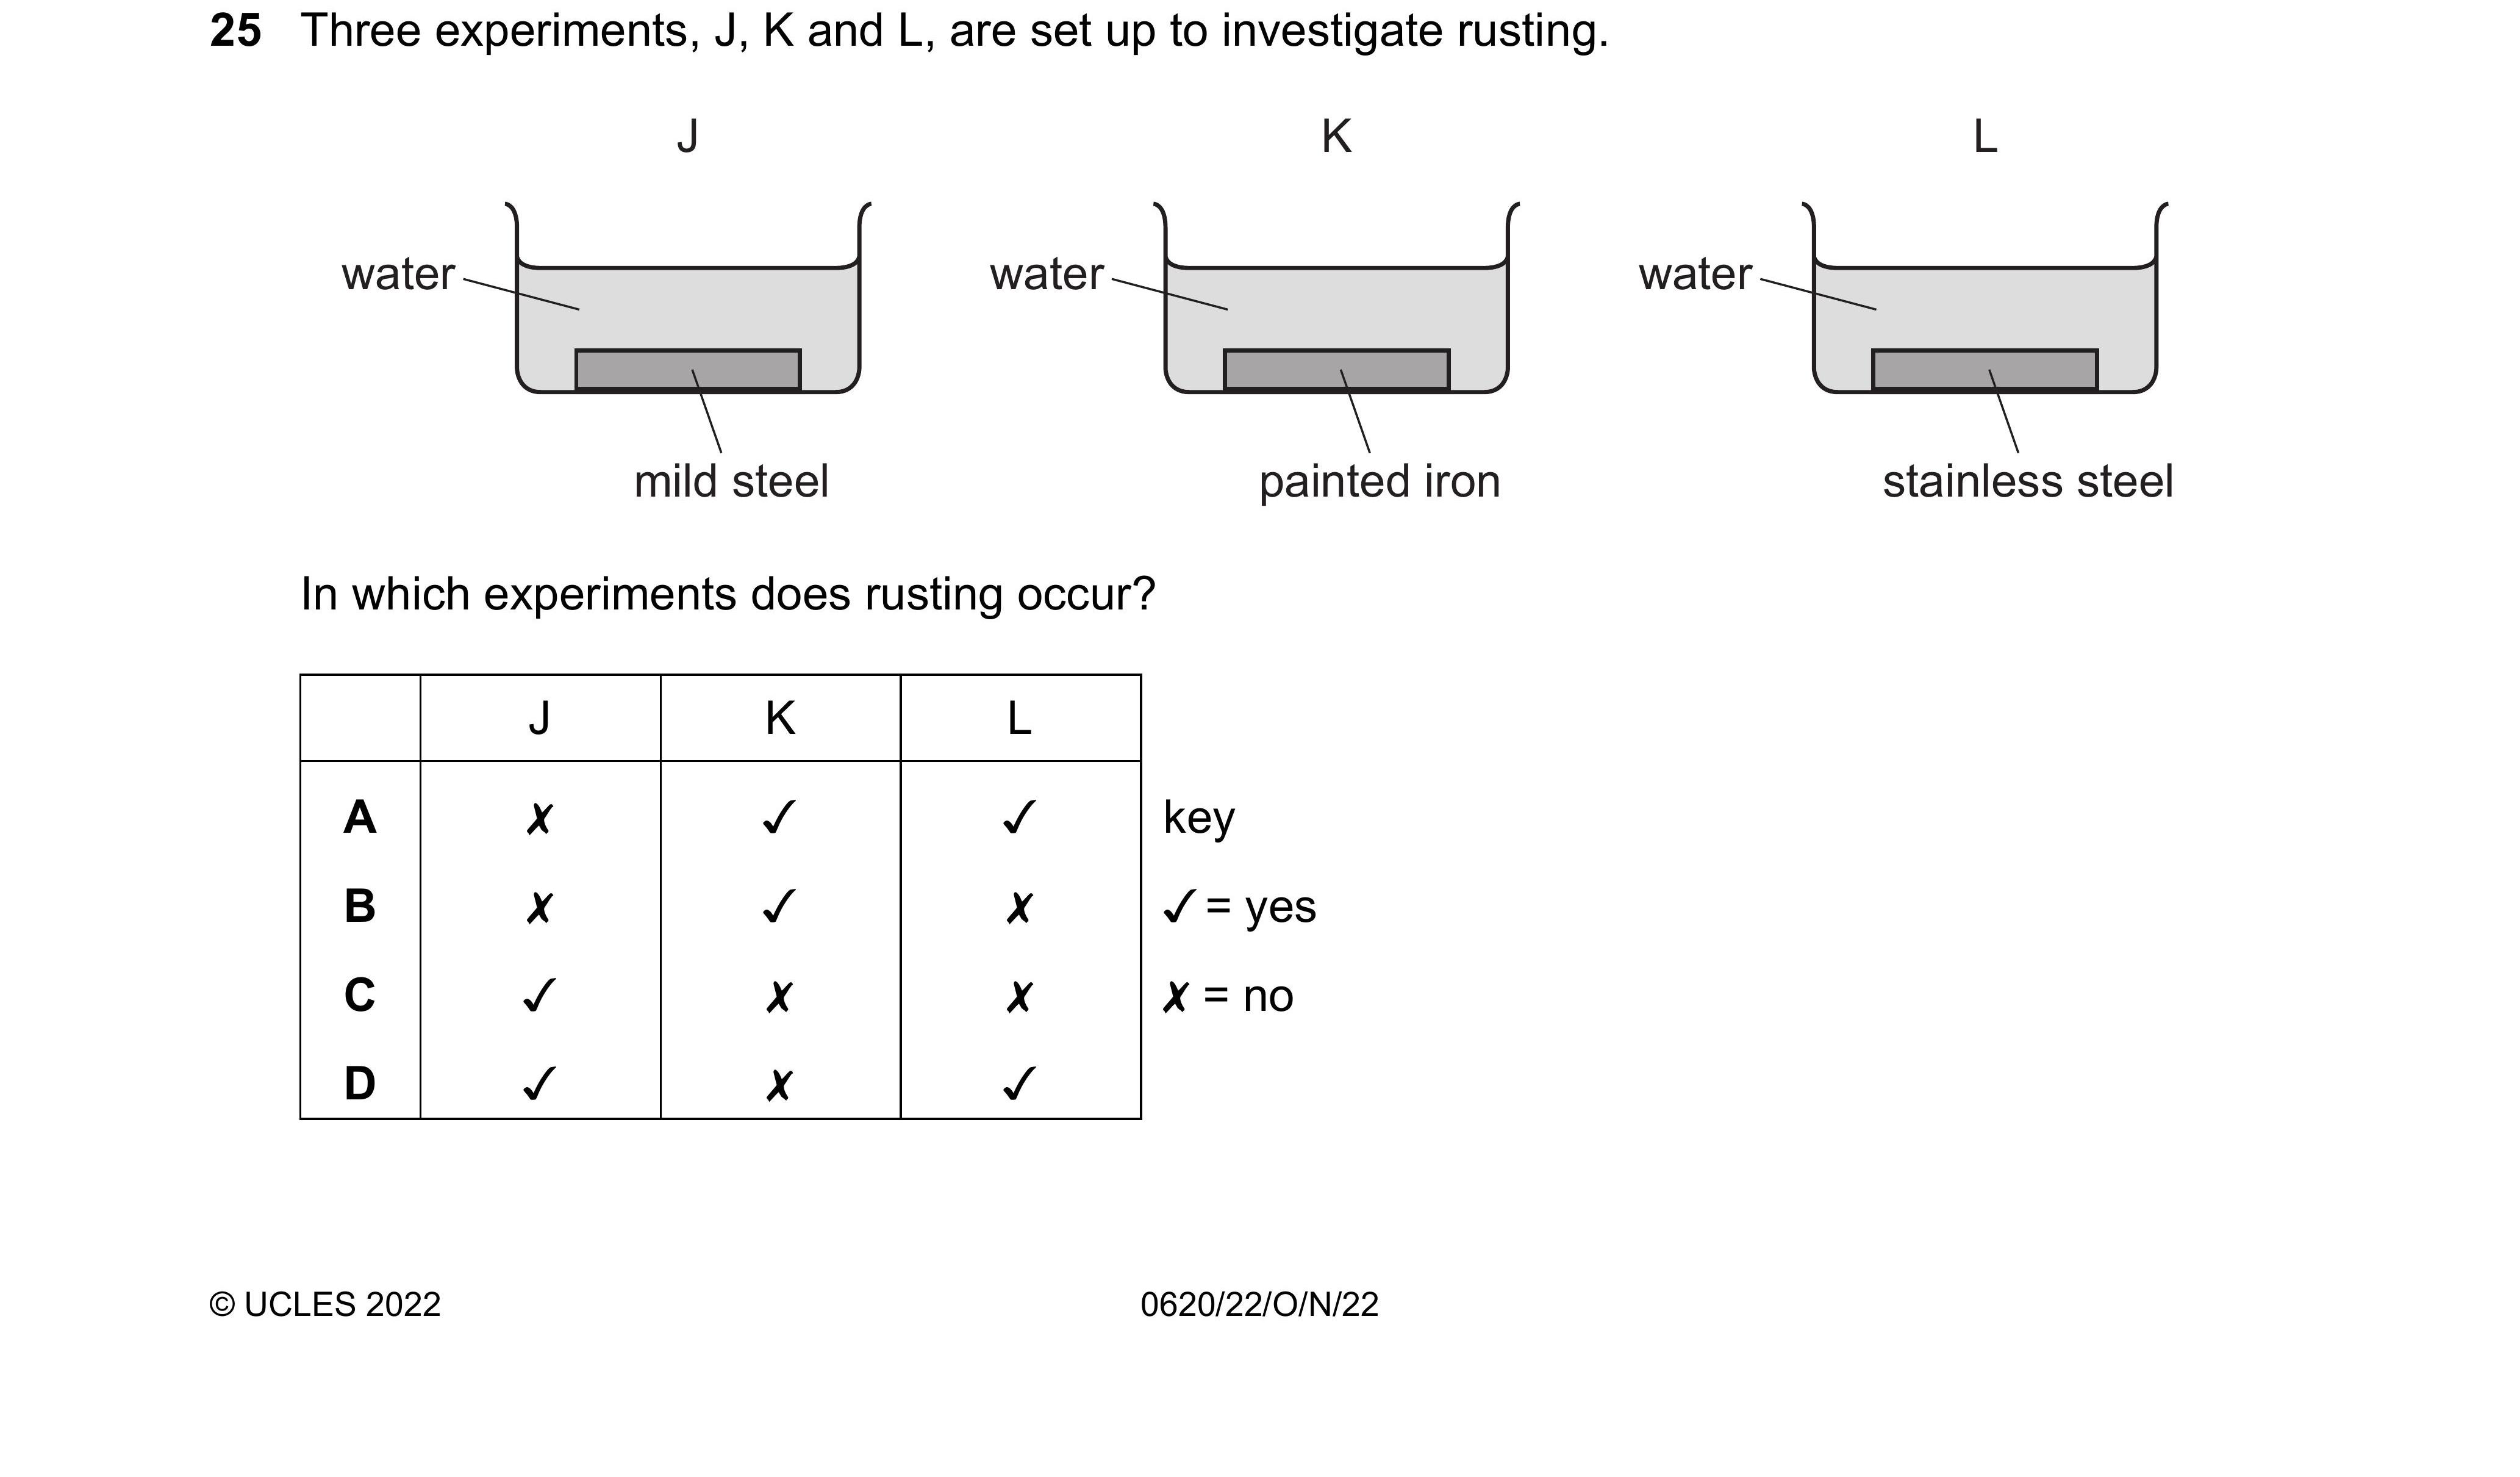 25 Three experiments, J, K and L, are set up to investigate rusting.
J K L
water water water
mild steel painted iron stainless steel
In which experiments does rusting occur?
J K L
A ✗ ✓ ✓ key
B ✗ ✓ ✗ ✓ = yes
C ✓ ✗ ✗ ✗ = no
D ✓ ✗ ✓
© UCLES 2022 0620/22/O/N/22